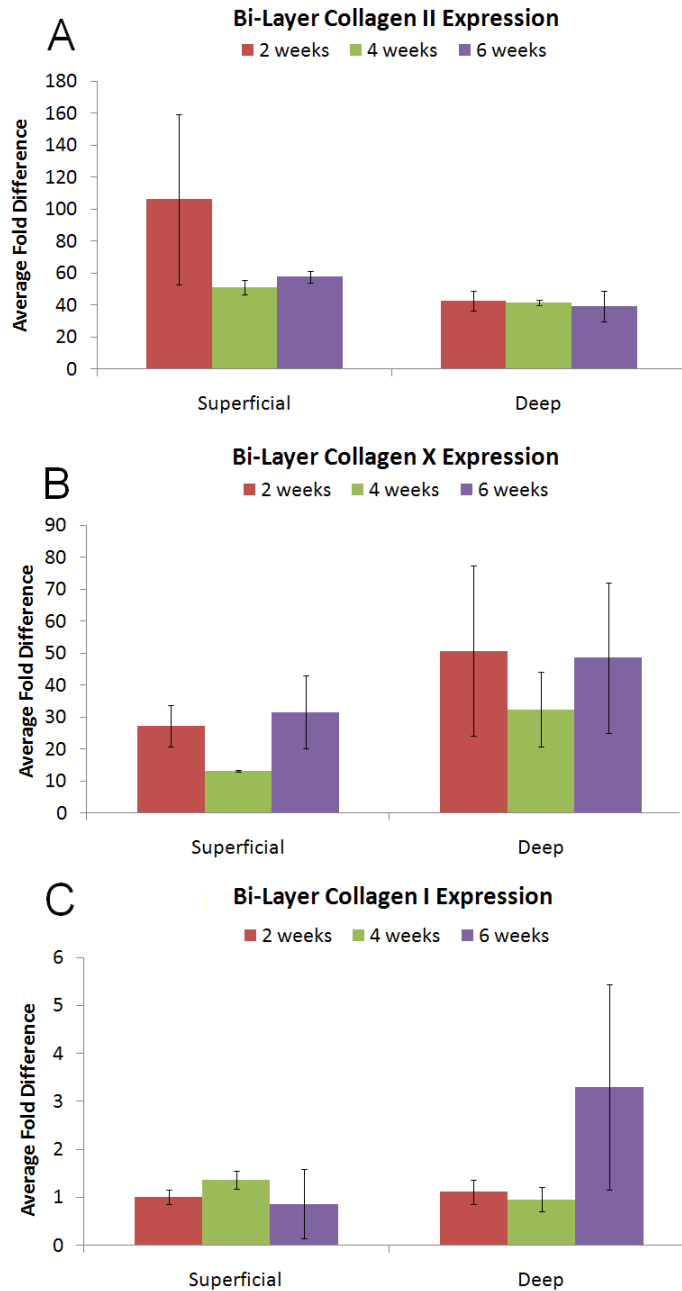 A
Bi-Layer Collagen II Expression
2 weeks 4 weeks 6 weeks
Average Fold Difference
180
160
140
120
100
80
60
40
20
0
Superficial Deep
B
Bi-Layer Collagen X Expression
2 weeks 4 weeks 6 weeks
Average Fold Difference
90
80
70
60
50
40
30
20
10
0
Superficial Deep
C
Bi-Layer Collagen I Expression
2 weeks 4 weeks 6 weeks
Average Fold Difference
6
5
4
3
2
1
0
Superficial Deep